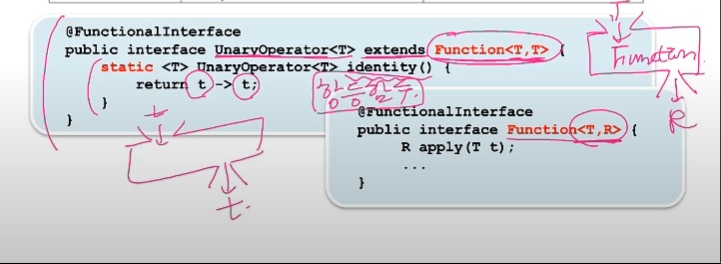 @FunctionalInterface
public interface UnaryOperator<T> extends Function<T,T> {
static <T> UnaryOperator<T> identity() {
return t -> t;
}
}
항등함수
@FunctionalInterface
public interface Function<T,R> {
R apply(T t);
...
}
T
Function
R
t
t.